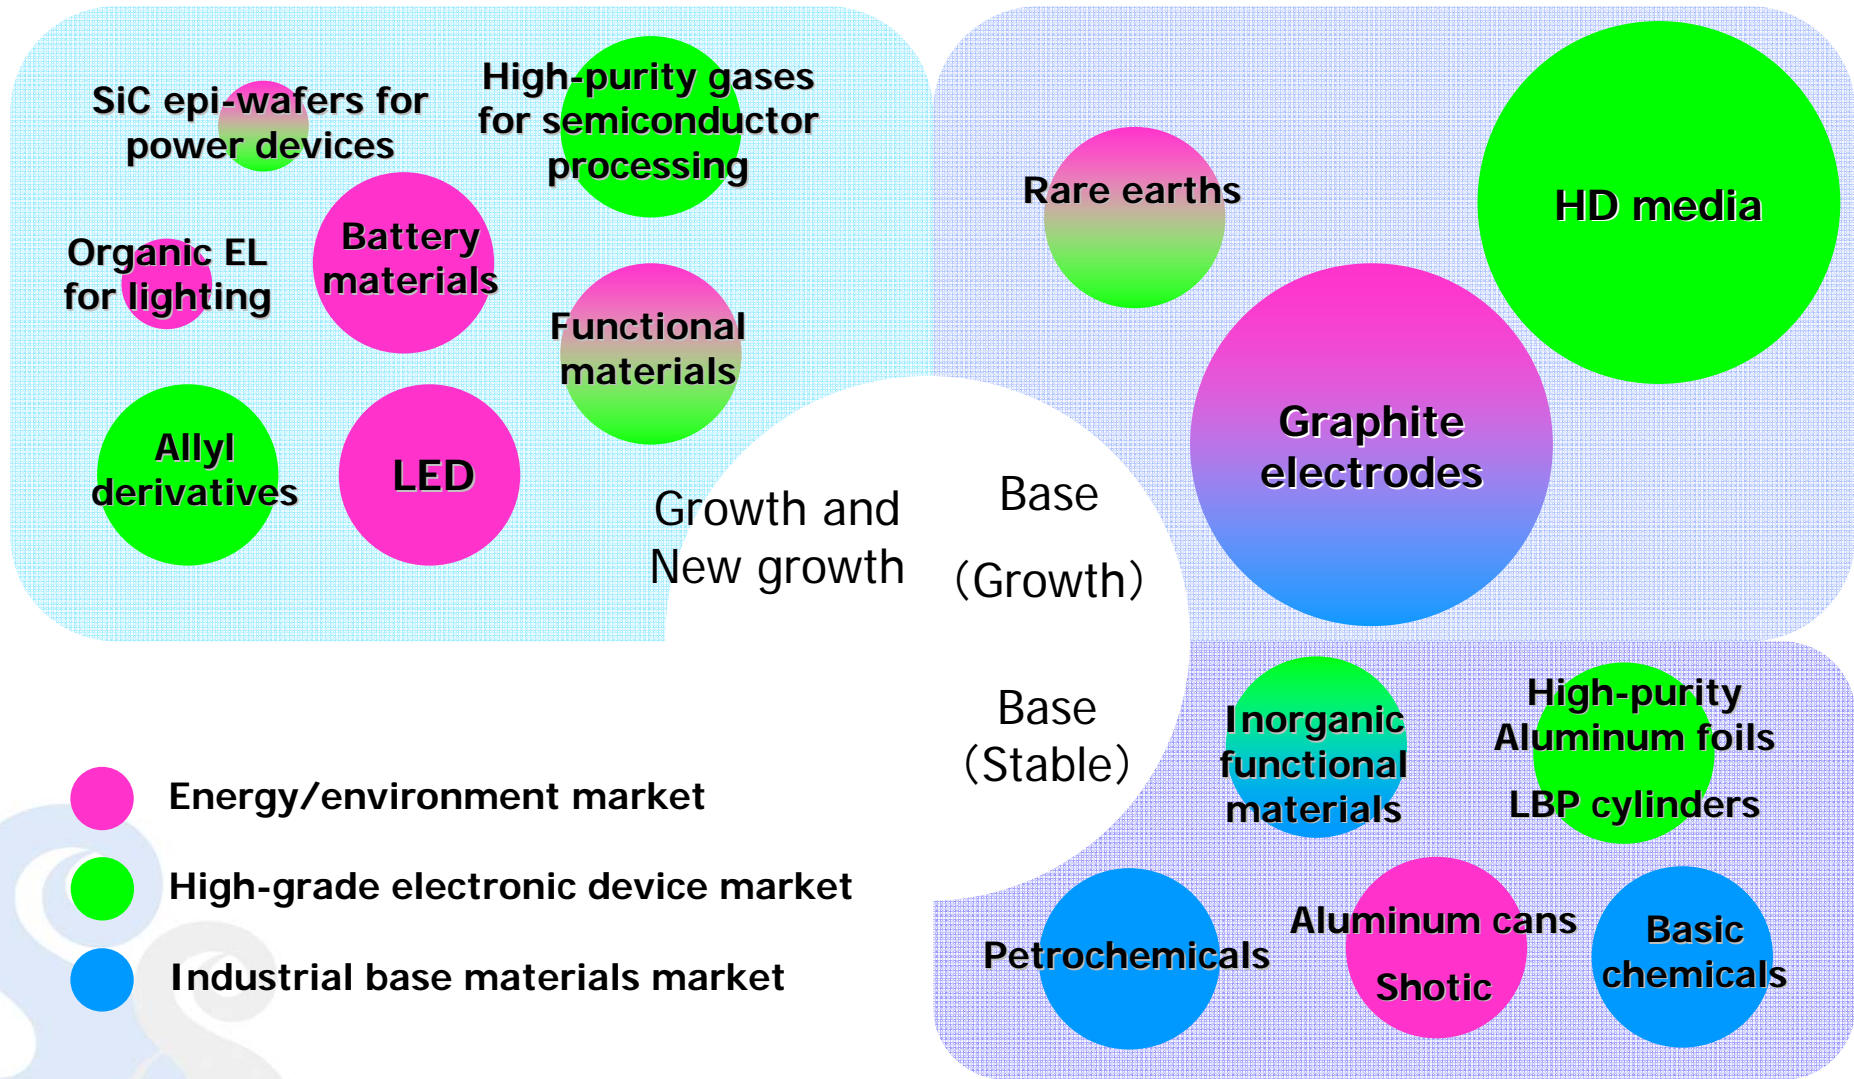 SiC epi-wafers for
power devices
High-purity gases
for semiconductor
processing
Organic EL
for lighting
Battery
materials
Functional
materials
Allyl
derivatives
LED
Growth and
New growth
Rare earths
HD media
Graphite
electrodes
Base
（Growth）
Base
（Stable）
Inorganic
functional
materials
High-purity
Aluminum foils
LBP cylinders
Petrochemicals
Aluminum cans
Shotic
Basic
chemicals
Energy/environment market
High-grade electronic device market
Industrial base materials market